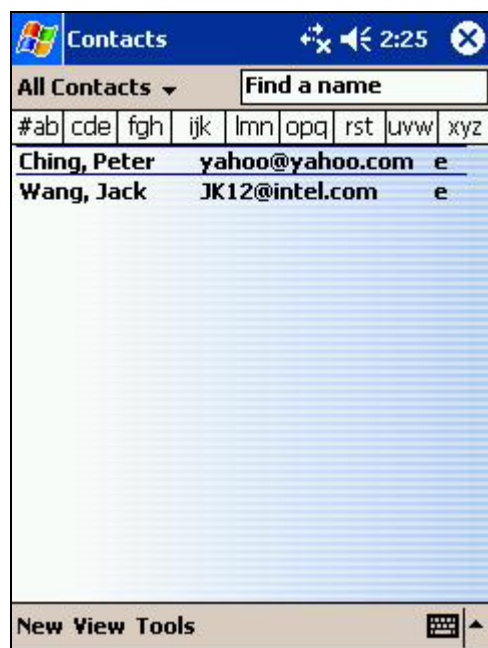 Contacts 2:25
All Contacts Find a name
#ab cde fgh ijk lmn opq rst uvw xyz
Ching, Peter yahoo@yahoo.com e
Wang, Jack JK12@intel.com e
New View Tools